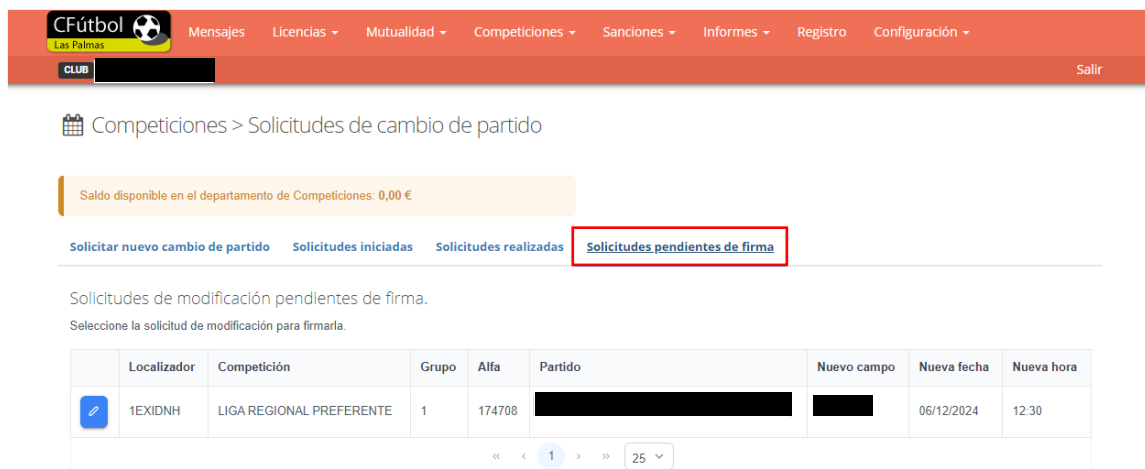 CFútbol
Las Palmas
Mensajes Licencias Mutualidad Competiciones Sanciones Informes Registro Configuración
CLUB
Salir
Competiciones > Solicitudes de cambio de partido
Saldo disponible en el departamento de Competiciones: 0,00 €
Solicitar nuevo cambio de partido Solicitudes iniciadas Solicitudes realizadas Solicitudes pendientes de firma
Solicitudes de modificación pendientes de firma.
Seleccione la solicitud de modificación para firmarla.
Localizador Competición Grupo Alfa Partido Nuevo campo Nueva fecha Nueva hora
1EXIDNH LIGA REGIONAL PREFERENTE 1 174708 06/12/2024 12:30
« ‹ 1 › » 25